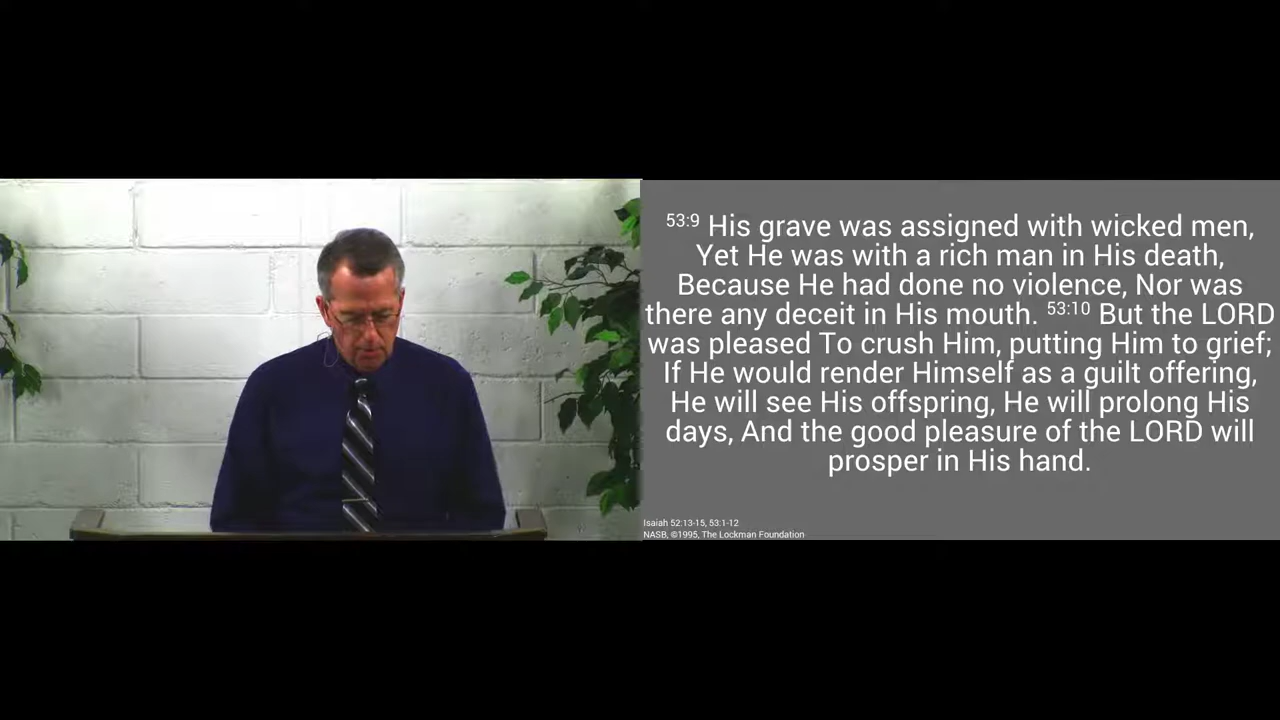 53:9 His grave was assigned with wicked men,
Yet He was with a rich man in His death,
Because He had done no violence, Nor was
there any deceit in His mouth. 53:10 But the LORD
was pleased To crush Him, putting Him to grief;
If He would render Himself as a guilt offering,
He will see His offspring, He will prolong His
days, And the good pleasure of the LORD will
prosper in His hand.
Isaiah 52:13-15, 53:1-12
NASB, ©1995, The Lockman Foundation